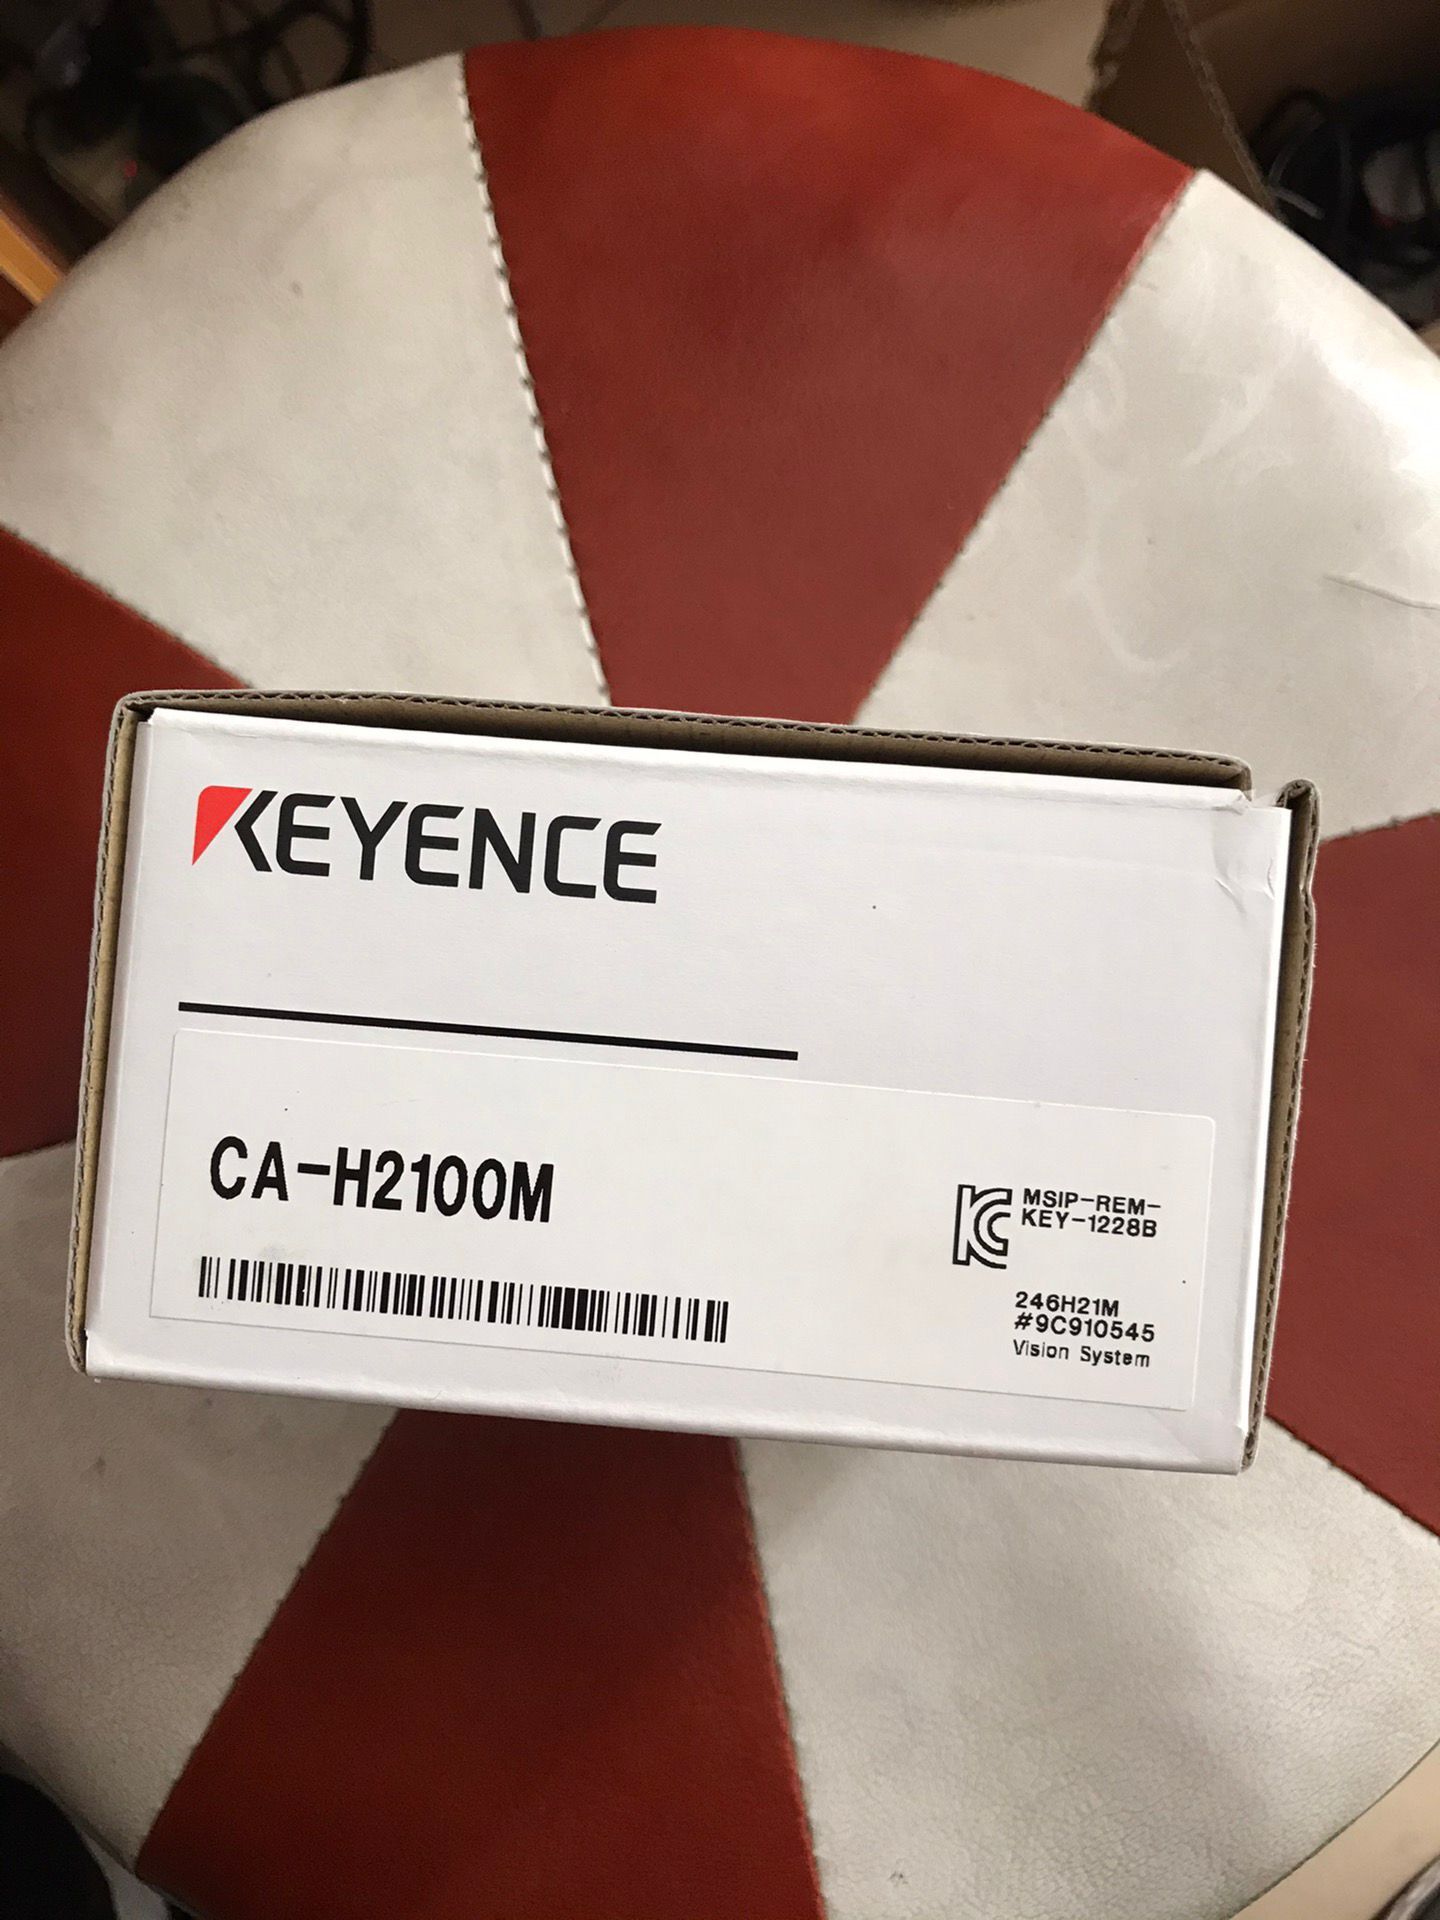 KEYENCE
CA-H2100M
MSIP-REM-
KEY-1228B
246H21M
#9C910545
Vision System